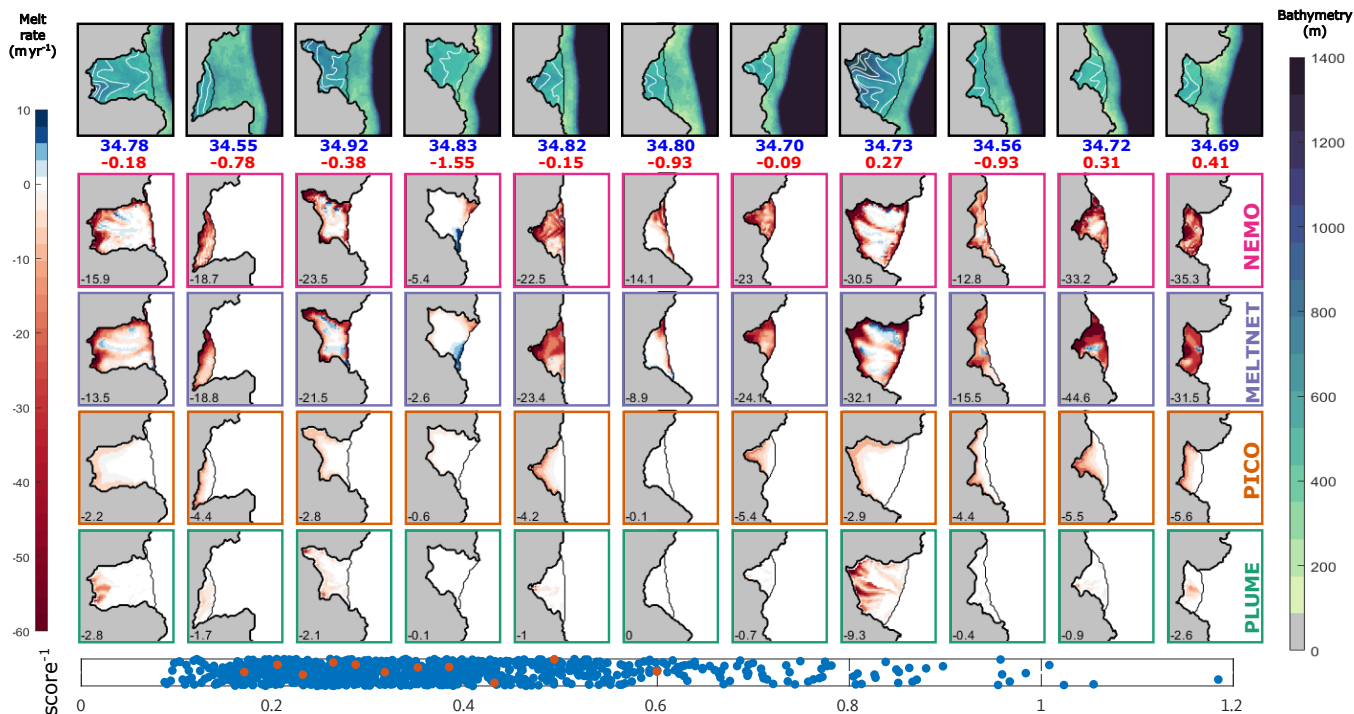 Melt
rate
(m yr-1)
Bathymetry
(m)
34.78 34.55 34.92 34.83 34.82 34.80 34.70 34.73 34.56 34.72 34.69
-0.18 -0.78 -0.38 -1.55 -0.15 -0.93 -0.09 0.27 -0.93 0.31 0.41
10
0
-10
-20
-30
-40
-50
-60
1400
1200
1000
800
600
400
200
0
NEMO
-15.9 -18.7 -23.5 -5.4 -22.5 -14.1 -23 -30.5 -12.8 -33.2 -35.3
MELTNET
-13.5 -18.8 -21.5 -2.6 -23.4 -8.9 -24.1 -32.1 -15.5 -44.6 -31.5
PICO
-2.2 -4.4 -2.8 -0.6 -4.2 -0.1 -5.4 -2.9 -4.4 -5.5 -5.6
PLUME
-2.8 -1.7 -2.1 -0.1 -1 0 -0.7 -9.3 -0.4 -0.9 -2.6
score-1
0 0.2 0.4 0.6 0.8 1 1.2